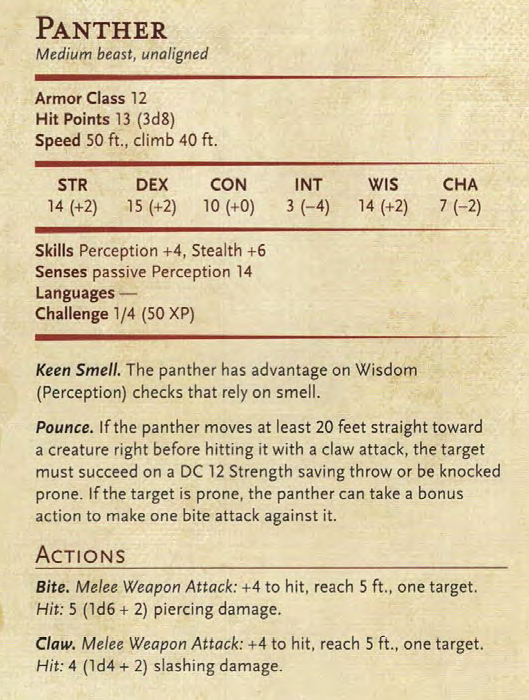 PANTHER
Medium beast, unaligned
Armor Class 12
Hit Points 13 (3d8)
Speed 50 ft., climb 40 ft.
STR DEX CON INT WIS CHA
14 (+2) 15 (+2) 10 (+0) 3 (−4) 14 (+2) 7 (−2)
Skills Perception +4, Stealth +6
Senses passive Perception 14
Languages —
Challenge 1/4 (50 XP)
Keen Smell. The panther has advantage on Wisdom
(Perception) checks that rely on smell.
Pounce. If the panther moves at least 20 feet straight toward
a creature right before hitting it with a claw attack, the target
must succeed on a DC 12 Strength saving throw or be knocked
prone. If the target is prone, the panther can take a bonus
action to make one bite attack against it.
ACTIONS
Bite. Melee Weapon Attack: +4 to hit, reach 5 ft., one target.
Hit: 5 (1d6 + 2) piercing damage.
Claw. Melee Weapon Attack: +4 to hit, reach 5 ft., one target.
Hit: 4 (1d4 + 2) slashing damage.